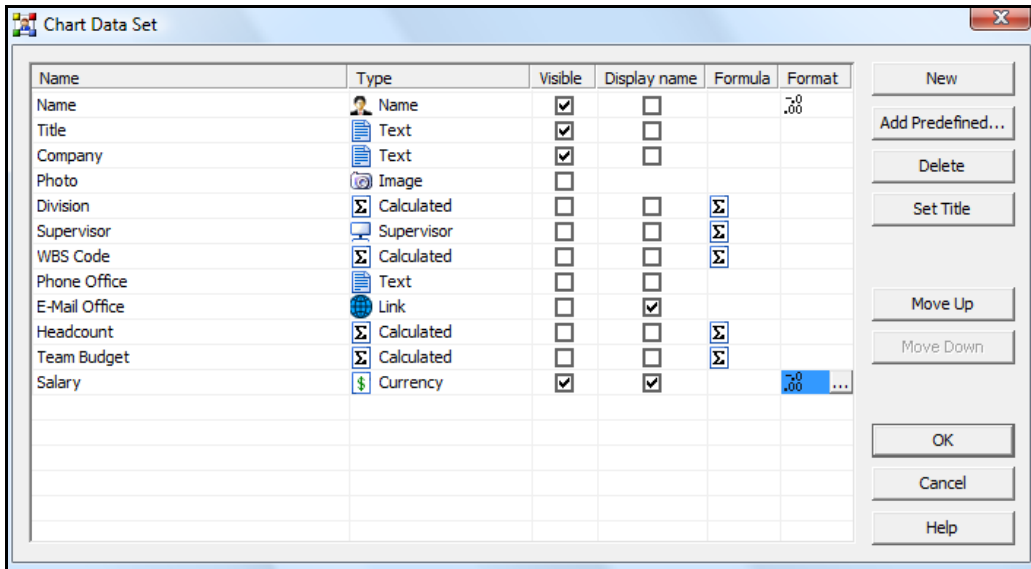 Chart Data Set
Name Type Visible Display name Formula Format
Name Name
Title Text
Company Text
Photo Image
Division Calculated
Supervisor Supervisor
WBS Code Calculated
Phone Office Text
E-Mail Office Link
Headcount Calculated
Team Budget Calculated
Salary $ Currency ...
New
Add Predefined...
Delete
Set Title
Move Up
Move Down
OK
Cancel
Help